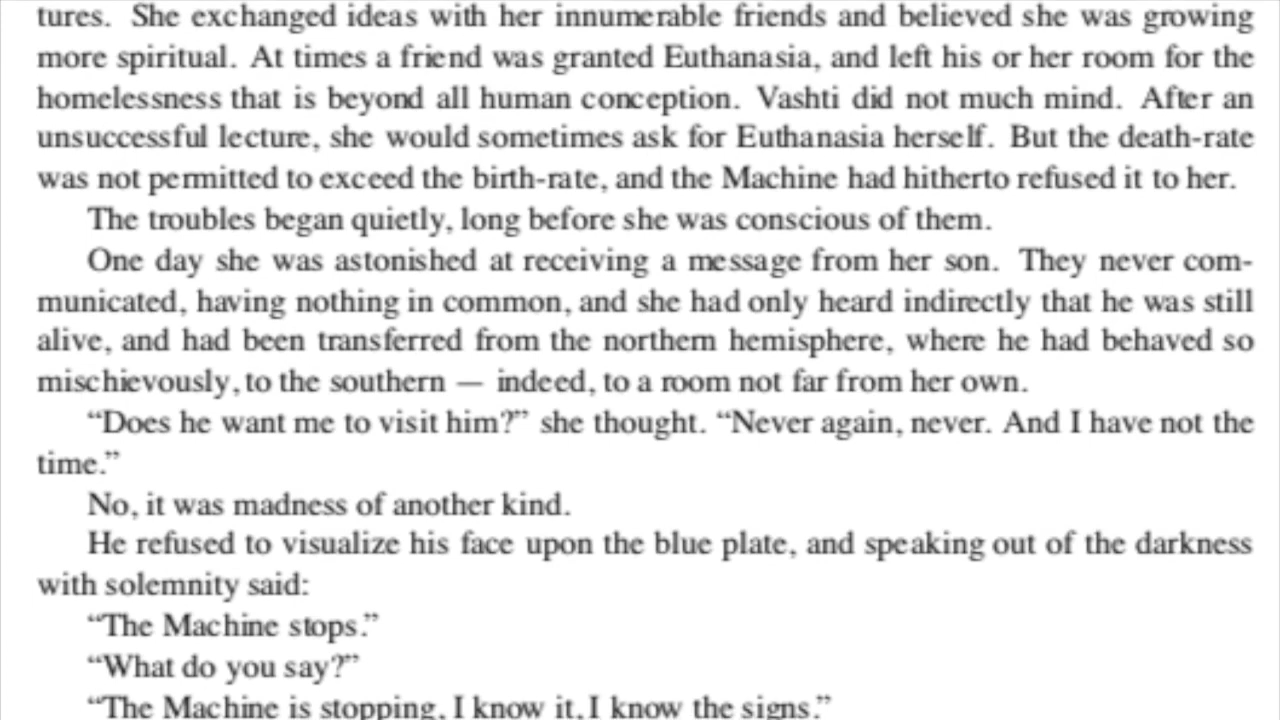 tures. She exchanged ideas with her innumerable friends and believed she was growing
more spiritual. At times a friend was granted Euthanasia, and left his or her room for the
homelessness that is beyond all human conception. Vashti did not much mind. After an
unsuccessful lecture, she would sometimes ask for Euthanasia herself. But the death-rate
was not permitted to exceed the birth-rate, and the Machine had hitherto refused it to her.
The troubles began quietly, long before she was conscious of them.
One day she was astonished at receiving a message from her son. They never com-
municated, having nothing in common, and she had only heard indirectly that he was still
alive, and had been transferred from the northern hemisphere, where he had behaved so
mischievously, to the southern — indeed, to a room not far from her own.
“Does he want me to visit him?” she thought. “Never again, never. And I have not the
time.”
No, it was madness of another kind.
He refused to visualize his face upon the blue plate, and speaking out of the darkness
with solemnity said:
“The Machine stops.”
“What do you say?”
“The Machine is stopping, I know it, I know the signs.”